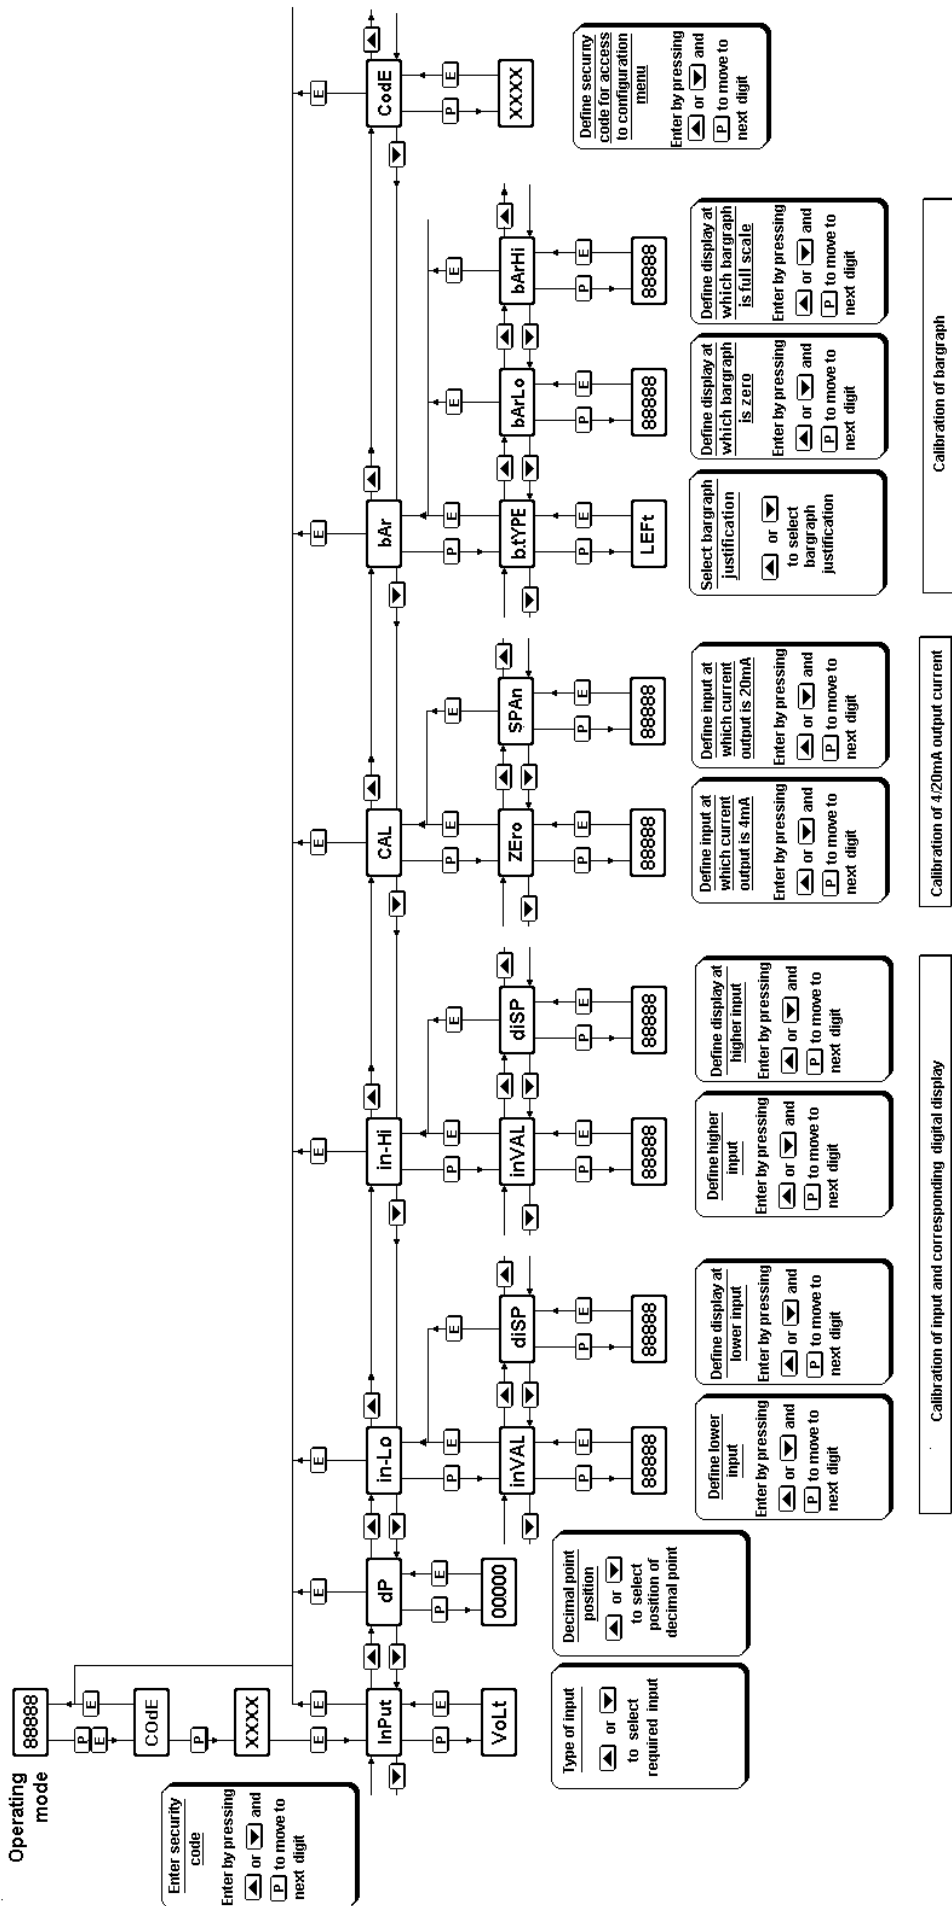 Operating
mode
88888
P
E
E
COdE
P
XXXX
E
Enter security
code
Enter by pressing
or and
P to move to
next digit
InPut
E
P
E
VoLt
Type of input
or
to select
required input
dP
E
P
E
00000
Decimal point
position
or
to select
position of
decimal point
in-Lo
E
P
E
inVAL
P
E
88888
Define lower
input
Enter by pressing
or and
P to move to
next digit
diSP
E
P
E
88888
Define display at
lower input
Enter by pressing
or and
P to move to
next digit
in-Hi
E
P
E
inVAL
P
E
88888
Define higher
input
Enter by pressing
or and
P to move to
next digit
diSP
E
P
E
88888
Define display at
higher input
Enter by pressing
or and
P to move to
next digit
Calibration of input and corresponding digital display
CAL
E
P
E
ZEro
P
E
88888
Define input at
which current
output is 4mA
Enter by pressing
or and
P to move to
next digit
SPAn
E
P
E
88888
Define input at
which current
output is 20mA
Enter by pressing
or and
P to move to
next digit
Calibration of 4/20mA output current
bAr
E
P
E
b.tYPE
P
E
LEFt
Select bargraph
justification
or
to select
bargraph
justification
bArLo
E
P
E
88888
Define display at
which bargraph
is zero
Enter by pressing
or and
P to move to
next digit
bArHi
E
P
E
88888
Define display at
which bargraph
is full scale
Enter by pressing
or and
P to move to
next digit
Calibration of bargraph
CodE
E
P
E
XXXX
Define security
code for access
to configuration
menu
Enter by pressing
or and
P to move to
next digit